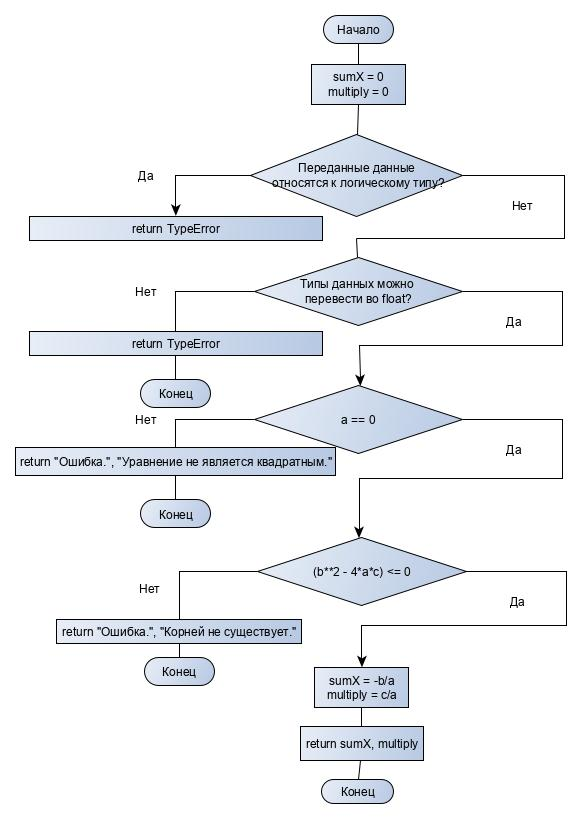 Начало
sumX = 0
multiply = 0
Переданные данные
относятся к логическому типу?
Да
Нет
return TypeError
Типы данных можно
перевести во float?
Нет
Да
return TypeError
Конец
a == 0
Нет
Да
return "Ошибка.", "Уравнение не является квадратным."
Конец
(b**2 - 4*a*c) <= 0
Нет
Да
return "Ошибка.", "Корней не существует."
Конец
sumX = -b/a
multiply = c/a
return sumX, multiply
Конец